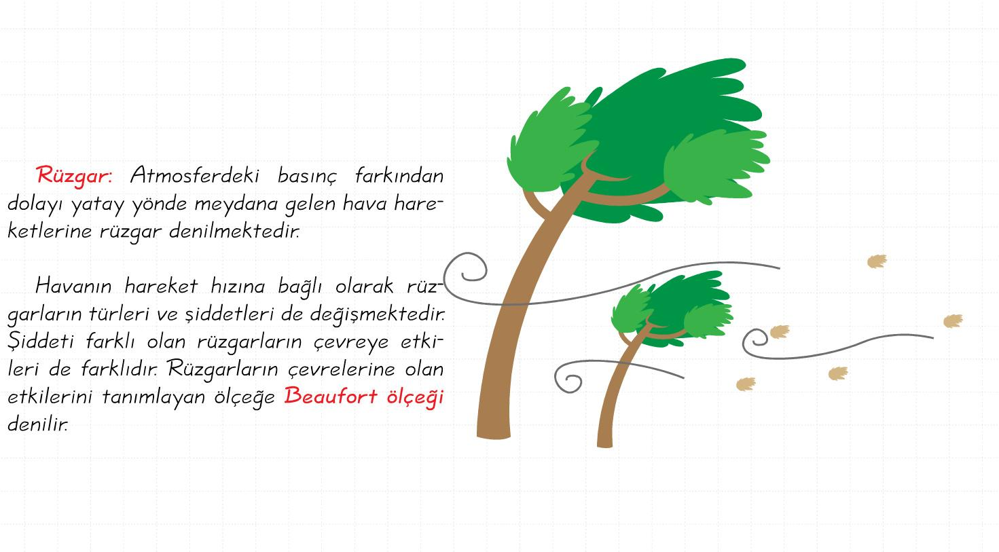 Rüzgar: Atmosferdeki basınç farkından
dolayı yatay yönde meydana gelen hava hare-
ketlerine rüzgar denilmektedir.
Havanın hareket hızına bağlı olarak rüz-
garların türleri ve şiddetleri de değişmektedir.
Şiddeti farklı olan rüzgarların çevreye etki-
leri de farklıdır. Rüzgarların çevrelerine olan
etkilerini tanımlayan ölçeğe Beaufort ölçeği
denilir.